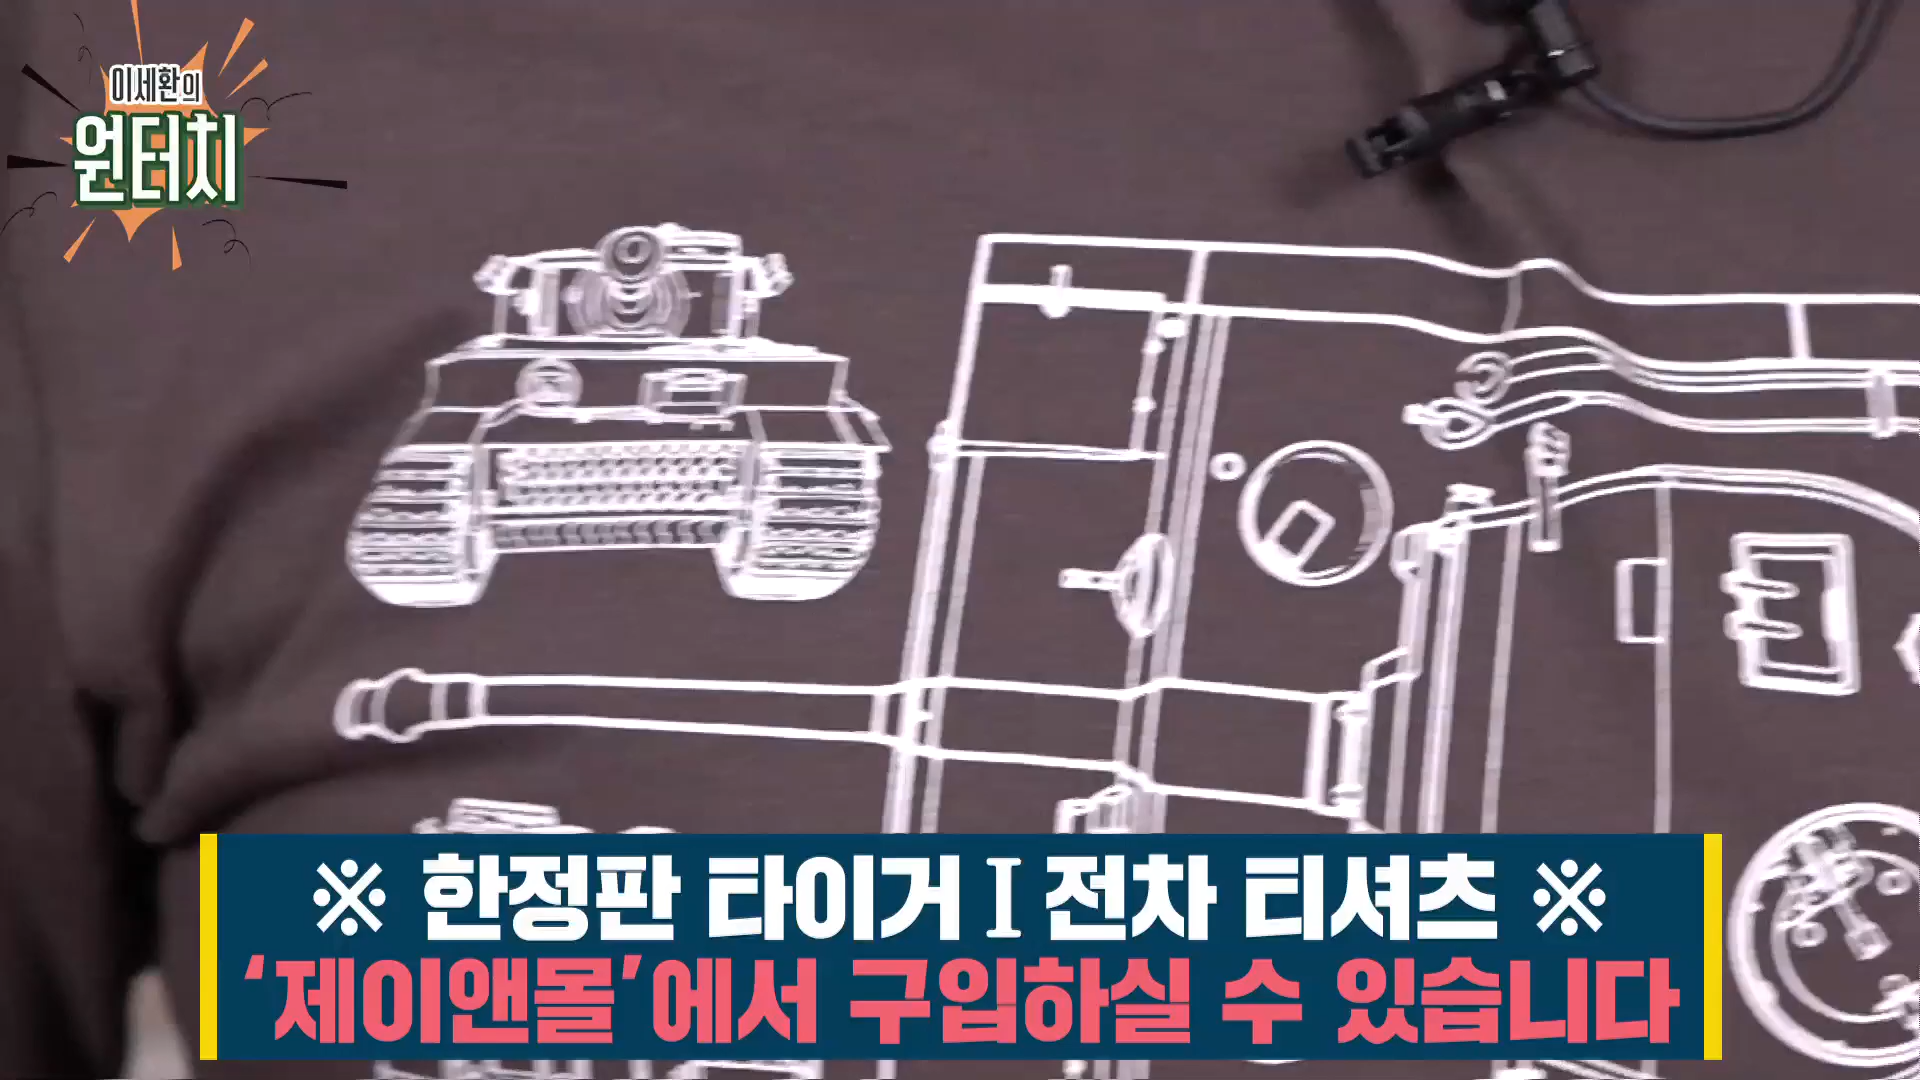 이세환의
원터치
※ 한정판 타이거Ⅰ 전차 티셔츠 ※
‘제이앤몰’에서 구입하실 수 있습니다